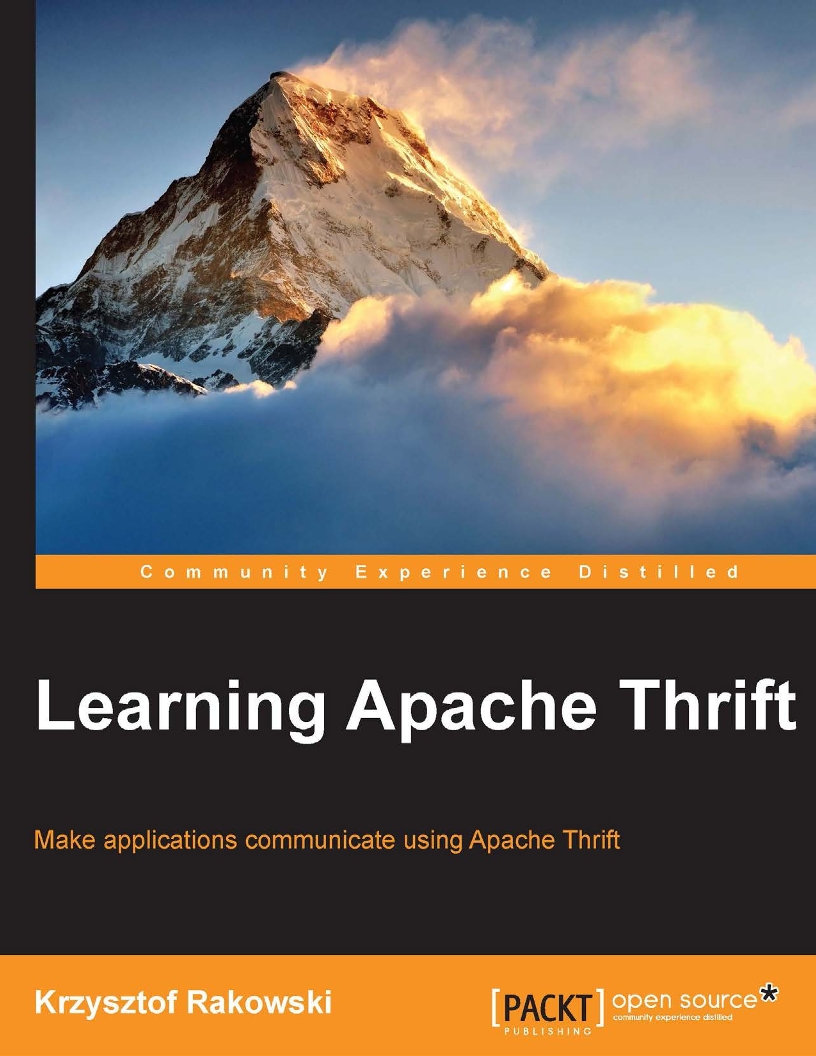 Community Experience Distilled
Learning Apache Thrift
Make applications communicate using Apache Thrift
Krzysztof Rakowski
[PACKT] open source*
PUBLISHING community experience distilled